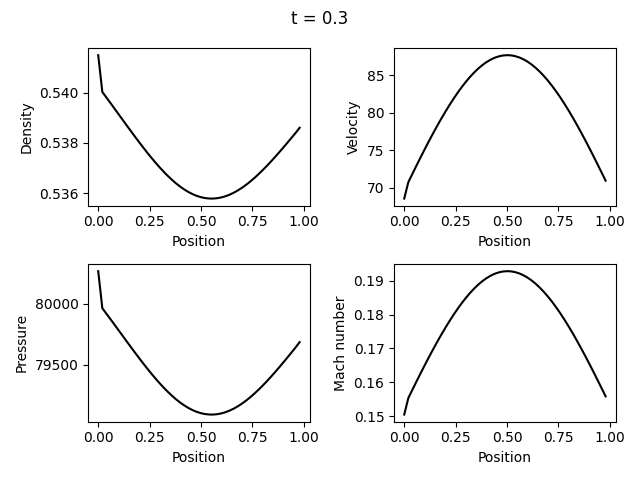 t = 0.3
Density
0.540
0.538
0.536
0.00 0.25 0.50 0.75 1.00
Position
Velocity
85
80
75
70
0.00 0.25 0.50 0.75 1.00
Position
Pressure
80000
79500
0.00 0.25 0.50 0.75 1.00
Position
Mach number
0.19
0.18
0.17
0.16
0.15
0.00 0.25 0.50 0.75 1.00
Position